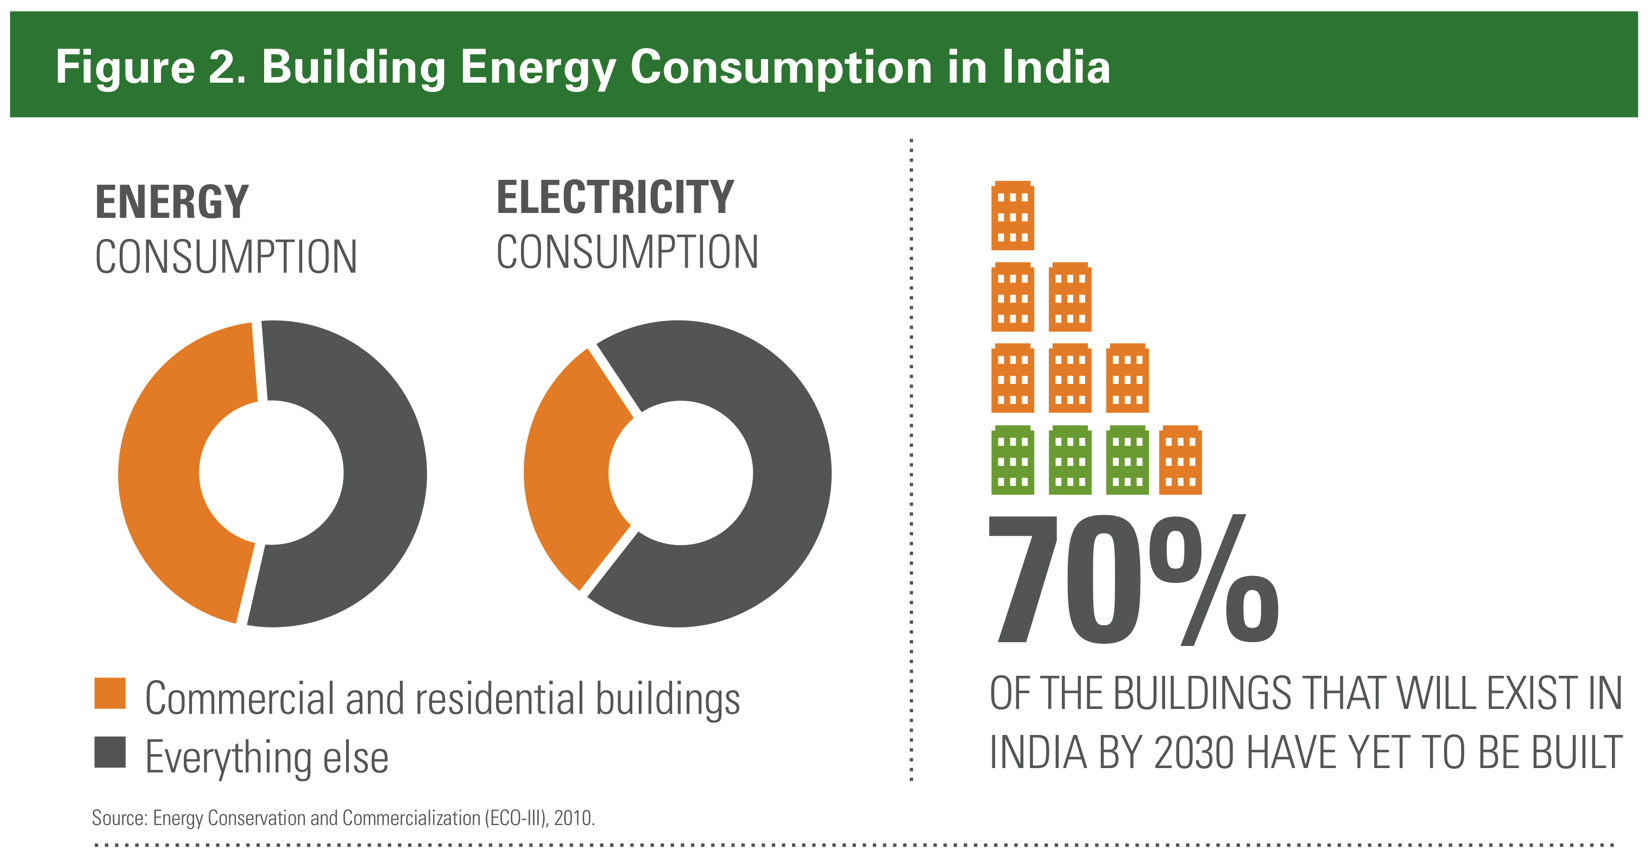 Figure 2. Building Energy Consumption in India
ENERGY
CONSUMPTION
ELECTRICITY
CONSUMPTION
Commercial and residential buildings
Everything else
70%
OF THE BUILDINGS THAT WILL EXIST IN
INDIA BY 2030 HAVE YET TO BE BUILT
Source: Energy Conservation and Commercialization (ECO-III), 2010.